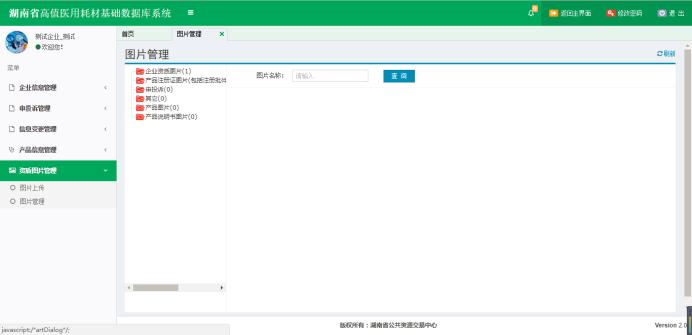 湖南省高值医用耗材基础数据库系统
返回主界面
修改密码
退 出
测试企业_测试
欢迎您!
菜单
企业信息管理
申投诉管理
信息变更管理
产品信息管理
资质图片管理
图片上传
图片管理
首页
图片管理
图片管理
刷新
企业资质图片(1)
产品注册证图片(包括注册批件
申投诉(0)
其它(0)
产品图片(0)
产品说明书图片(0)
图片名称:
请输入
查 询
版权所有:湖南省公共资源交易中心
Version 2.0
javascript:/*artDialog*/;